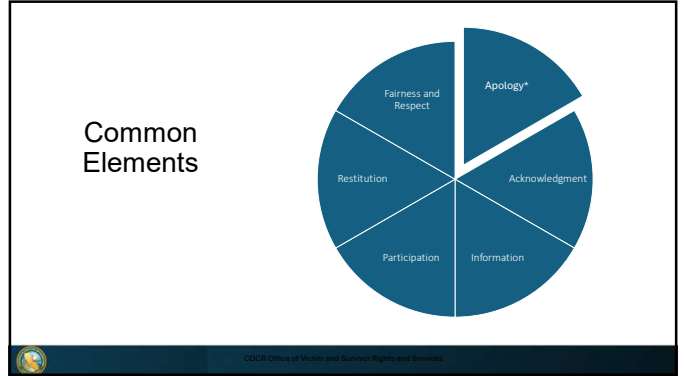 Common
Elements
Apology*
Acknowledgment
Information
Participation
Restitution
Fairness and
Respect
CDCR Office of Victim and Survivor Rights and Services